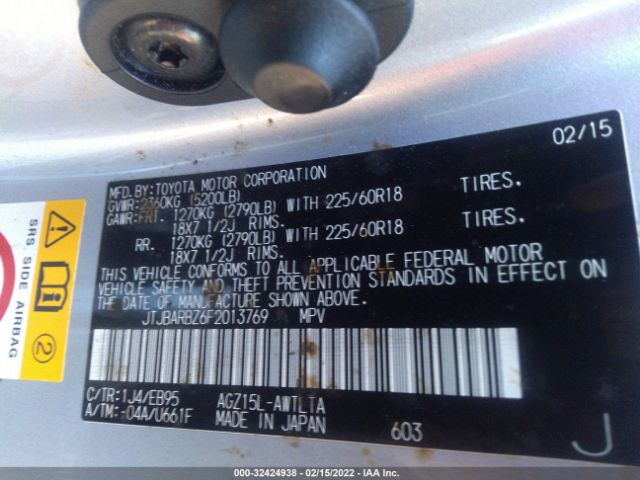 02/15
MFD.BY:TOYOTA MOTOR CORPORATION
GVWR:2360KG (5200LB)
GAWR:FRT. 1270KG (2790LB) WITH 225/60R18 TIRES.
18X7 1/2J RIMS.
RR. 1270KG (2790LB) WITH 225/60R18 TIRES.
18X7 1/2J RIMS.
THIS VEHICLE CONFORMS TO ALL APPLICABLE FEDERAL MOTOR
VEHICLE SAFETY AND THEFT PREVENTION STANDARDS IN EFFECT ON
THE DATE OF MANUFACTURE SHOWN ABOVE.
JTJBARBZ6F2013769 MPV
C/TR:1J4/EB95 AGZ15L-AWTLTA
A/TM:-04A/U661F MADE IN JAPAN 603
J
SRS SIDE AIRBAG
2
000-32424938 - 02/15/2022 - IAA Inc.